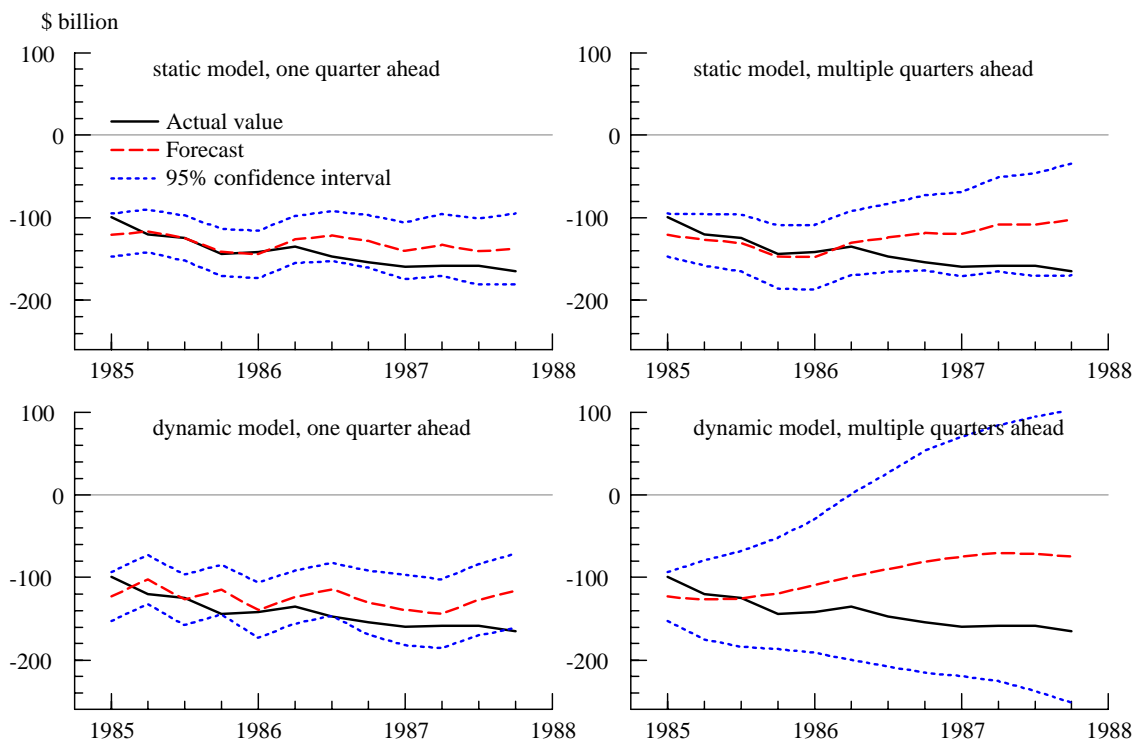 $ billion
100
0
-100
-200
static model, one quarter ahead
Actual value
Forecast
95% confidence interval
1985 1986 1987 1988
100
0
-100
-200
static model, multiple quarters ahead
1985 1986 1987 1988
100
0
-100
-200
dynamic model, one quarter ahead
1985 1986 1987 1988
100
0
-100
-200
dynamic model, multiple quarters ahead
1985 1986 1987 1988